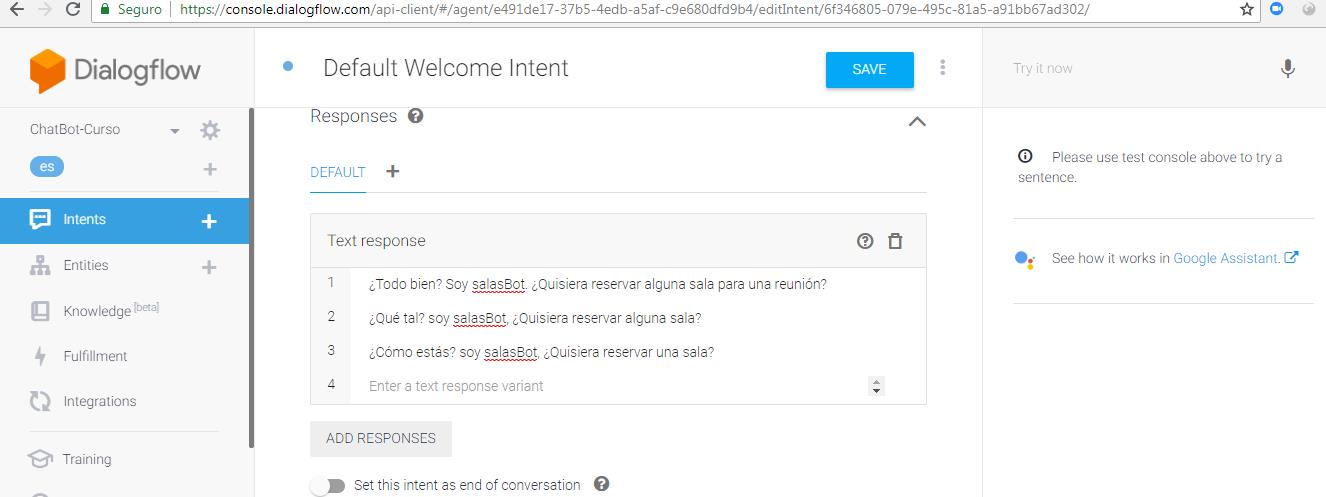 Seguro https://console.dialogflow.com/api-client/#/agent/e491de17-37b5-4edb-a5af-c9e680dfd9b4/editIntent/6f346805-079e-495c-81a5-a91bb67ad302/
Dialogflow
Default Welcome Intent
SAVE
Try it now
ChatBot-Curso
es
Intents
Entities
Knowledge [beta]
Fulfillment
Integrations
Training
Responses
DEFAULT
Text response
1 ¿Todo bien? Soy salasBot. ¿Quisiera reservar alguna sala para una reunión?
2 ¿Qué tal? soy salasBot, ¿Quisiera reservar alguna sala?
3 ¿Cómo estás? soy salasBot, ¿Quisiera reservar una sala?
4 Enter a text response variant
ADD RESPONSES
Set this intent as end of conversation
Please use test console above to try a
sentence.
See how it works in Google Assistant.